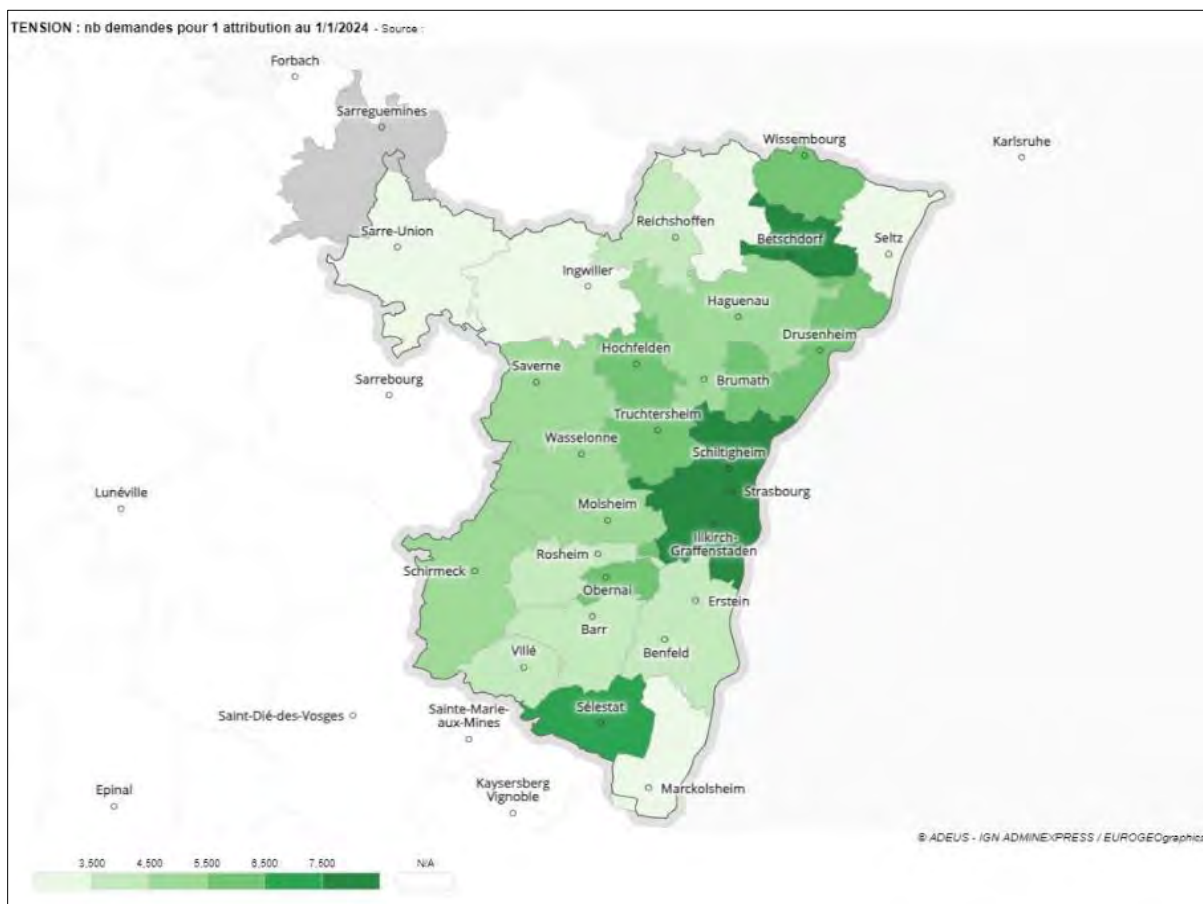 TENSION : nb demandes pour 1 attribution au 1/1/2024 - Source :
Forbach
Sarreguemines
Wissembourg
Karlsruhe
Reichshoffen
Sarre-Union
Betschdorf
Seltz
Ingwiller
Haguenau
Drusenheim
Hochfelden
Saverne
Sarrebourg
Brumath
Truchtersheim
Wasselonne
Schiltigheim
Lunéville
Strasbourg
Molsheim
Illkirch-
Graffenstaden
Rosheim
Schirmeck
Obernai
Erstein
Barr
Villé
Benfeld
Sélestat
Saint-Dié-des-Vosges
Sainte-Marie-
aux-Mines
Kaysersberg
Vignoble
Marckolsheim
Epinal
© ADEUS - IGN ADMINEXPRESS / EUROGEOgraphics
3,500 4,500 5,500 6,500 7,500 N/A